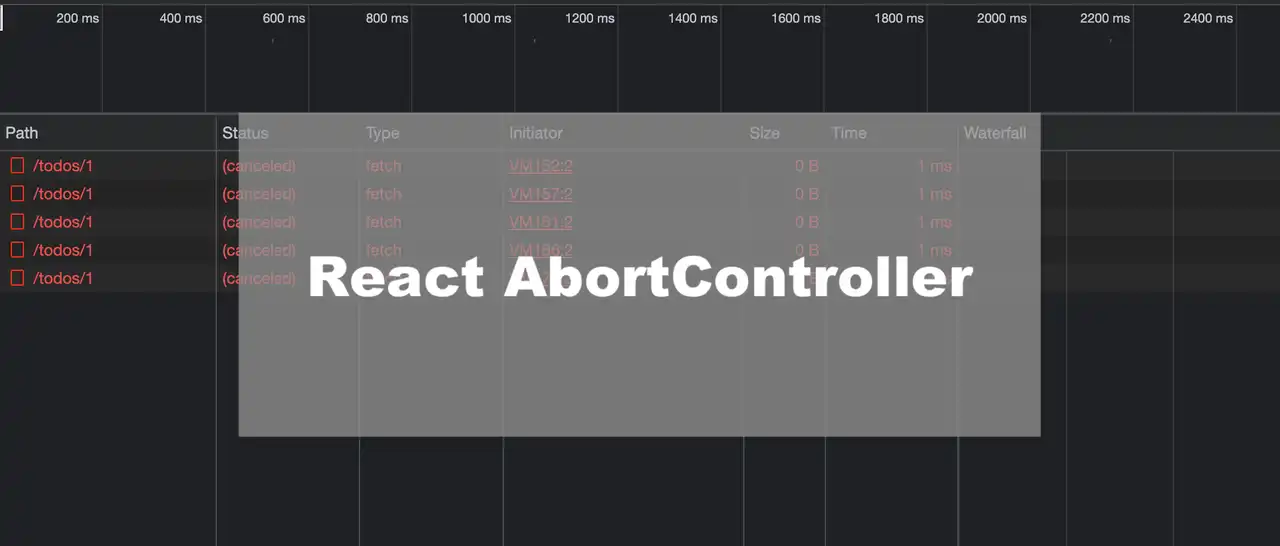 200 ms 400 ms 600 ms 800 ms 1000 ms 1200 ms 1400 ms 1600 ms 1800 ms 2000 ms 2200 ms 2400 ms
Path Status Type Initiator Size Time Waterfall
/todos/1 (canceled) fetch VM152:2 0 B 1 ms
/todos/1 (canceled) fetch VM157:2 0 B 1 ms
/todos/1 (canceled) fetch VM161:2 0 B 1 ms
/todos/1 (canceled) fetch VM166:2 0 B 1 ms
/todos/1 (canceled)
React AbortController